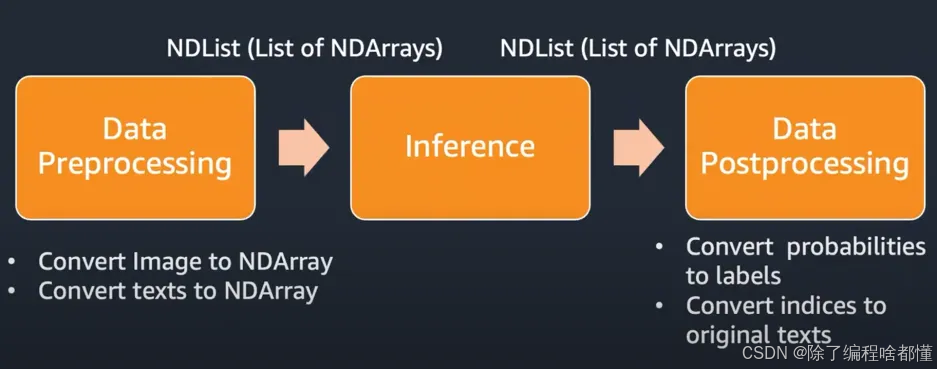 NDList (List of NDArrays)
NDList (List of NDArrays)
Data
Preprocessing
Inference
Data
Postprocessing
• Convert Image to NDArray
• Convert texts to NDArray
• Convert probabilities
to labels
• Convert indices to
original texts
CSDN @除了编程啥都懂